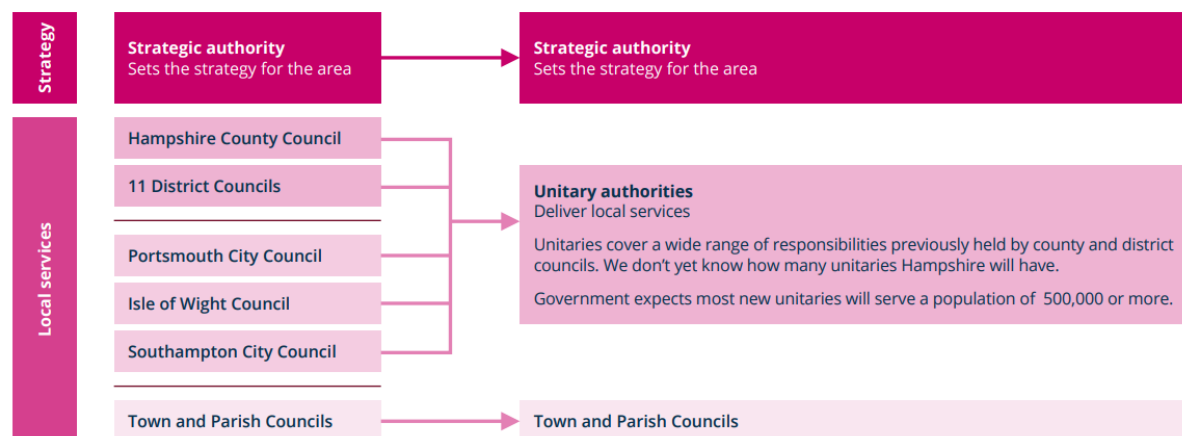 Strategy
Strategic authority
Sets the strategy for the area
Strategic authority
Sets the strategy for the area
Local services
Hampshire County Council
11 District Councils
Portsmouth City Council
Isle of Wight Council
Southampton City Council
Unitary authorities
Deliver local services
Unitaries cover a wide range of responsibilities previously held by county and district
councils. We don’t yet know how many unitaries Hampshire will have.
Government expects most new unitaries will serve a population of 500,000 or more.
Town and Parish Councils
Town and Parish Councils